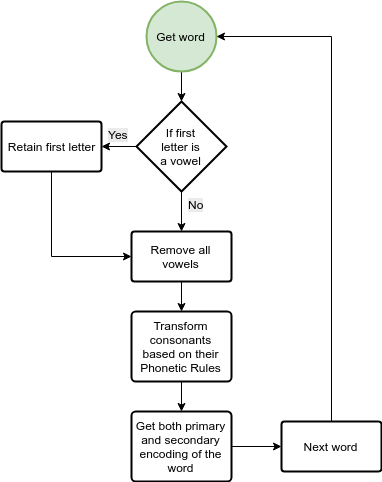 Get word
If first
letter is
a vowel
Yes
Retain first letter
No
Remove all
vowels
Transform
consonants
based on their
Phonetic Rules
Get both primary
and secondary
encoding of the
word
Next word